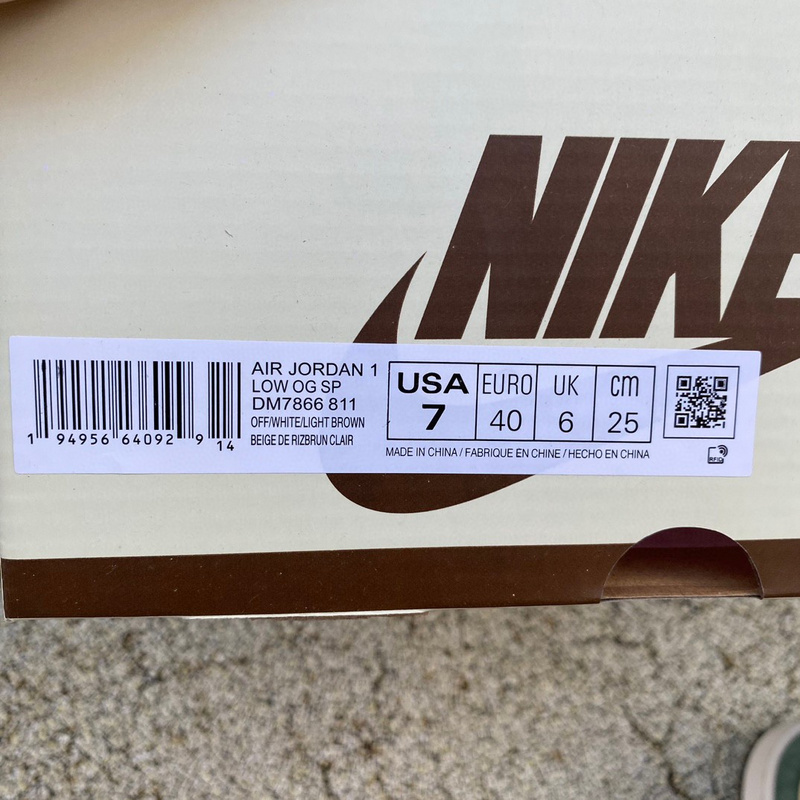 NIKE
AIR JORDAN 1
LOW OG SP
DM7866 811
OFF/WHITE/LIGHT BROWN
BEIGE DE RIZBRUN CLAIR
1 94956 64092 9 14
USA EURO UK cm
7 40 6 25
MADE IN CHINA / FABRIQUE EN CHINE / HECHO EN CHINA
RFID